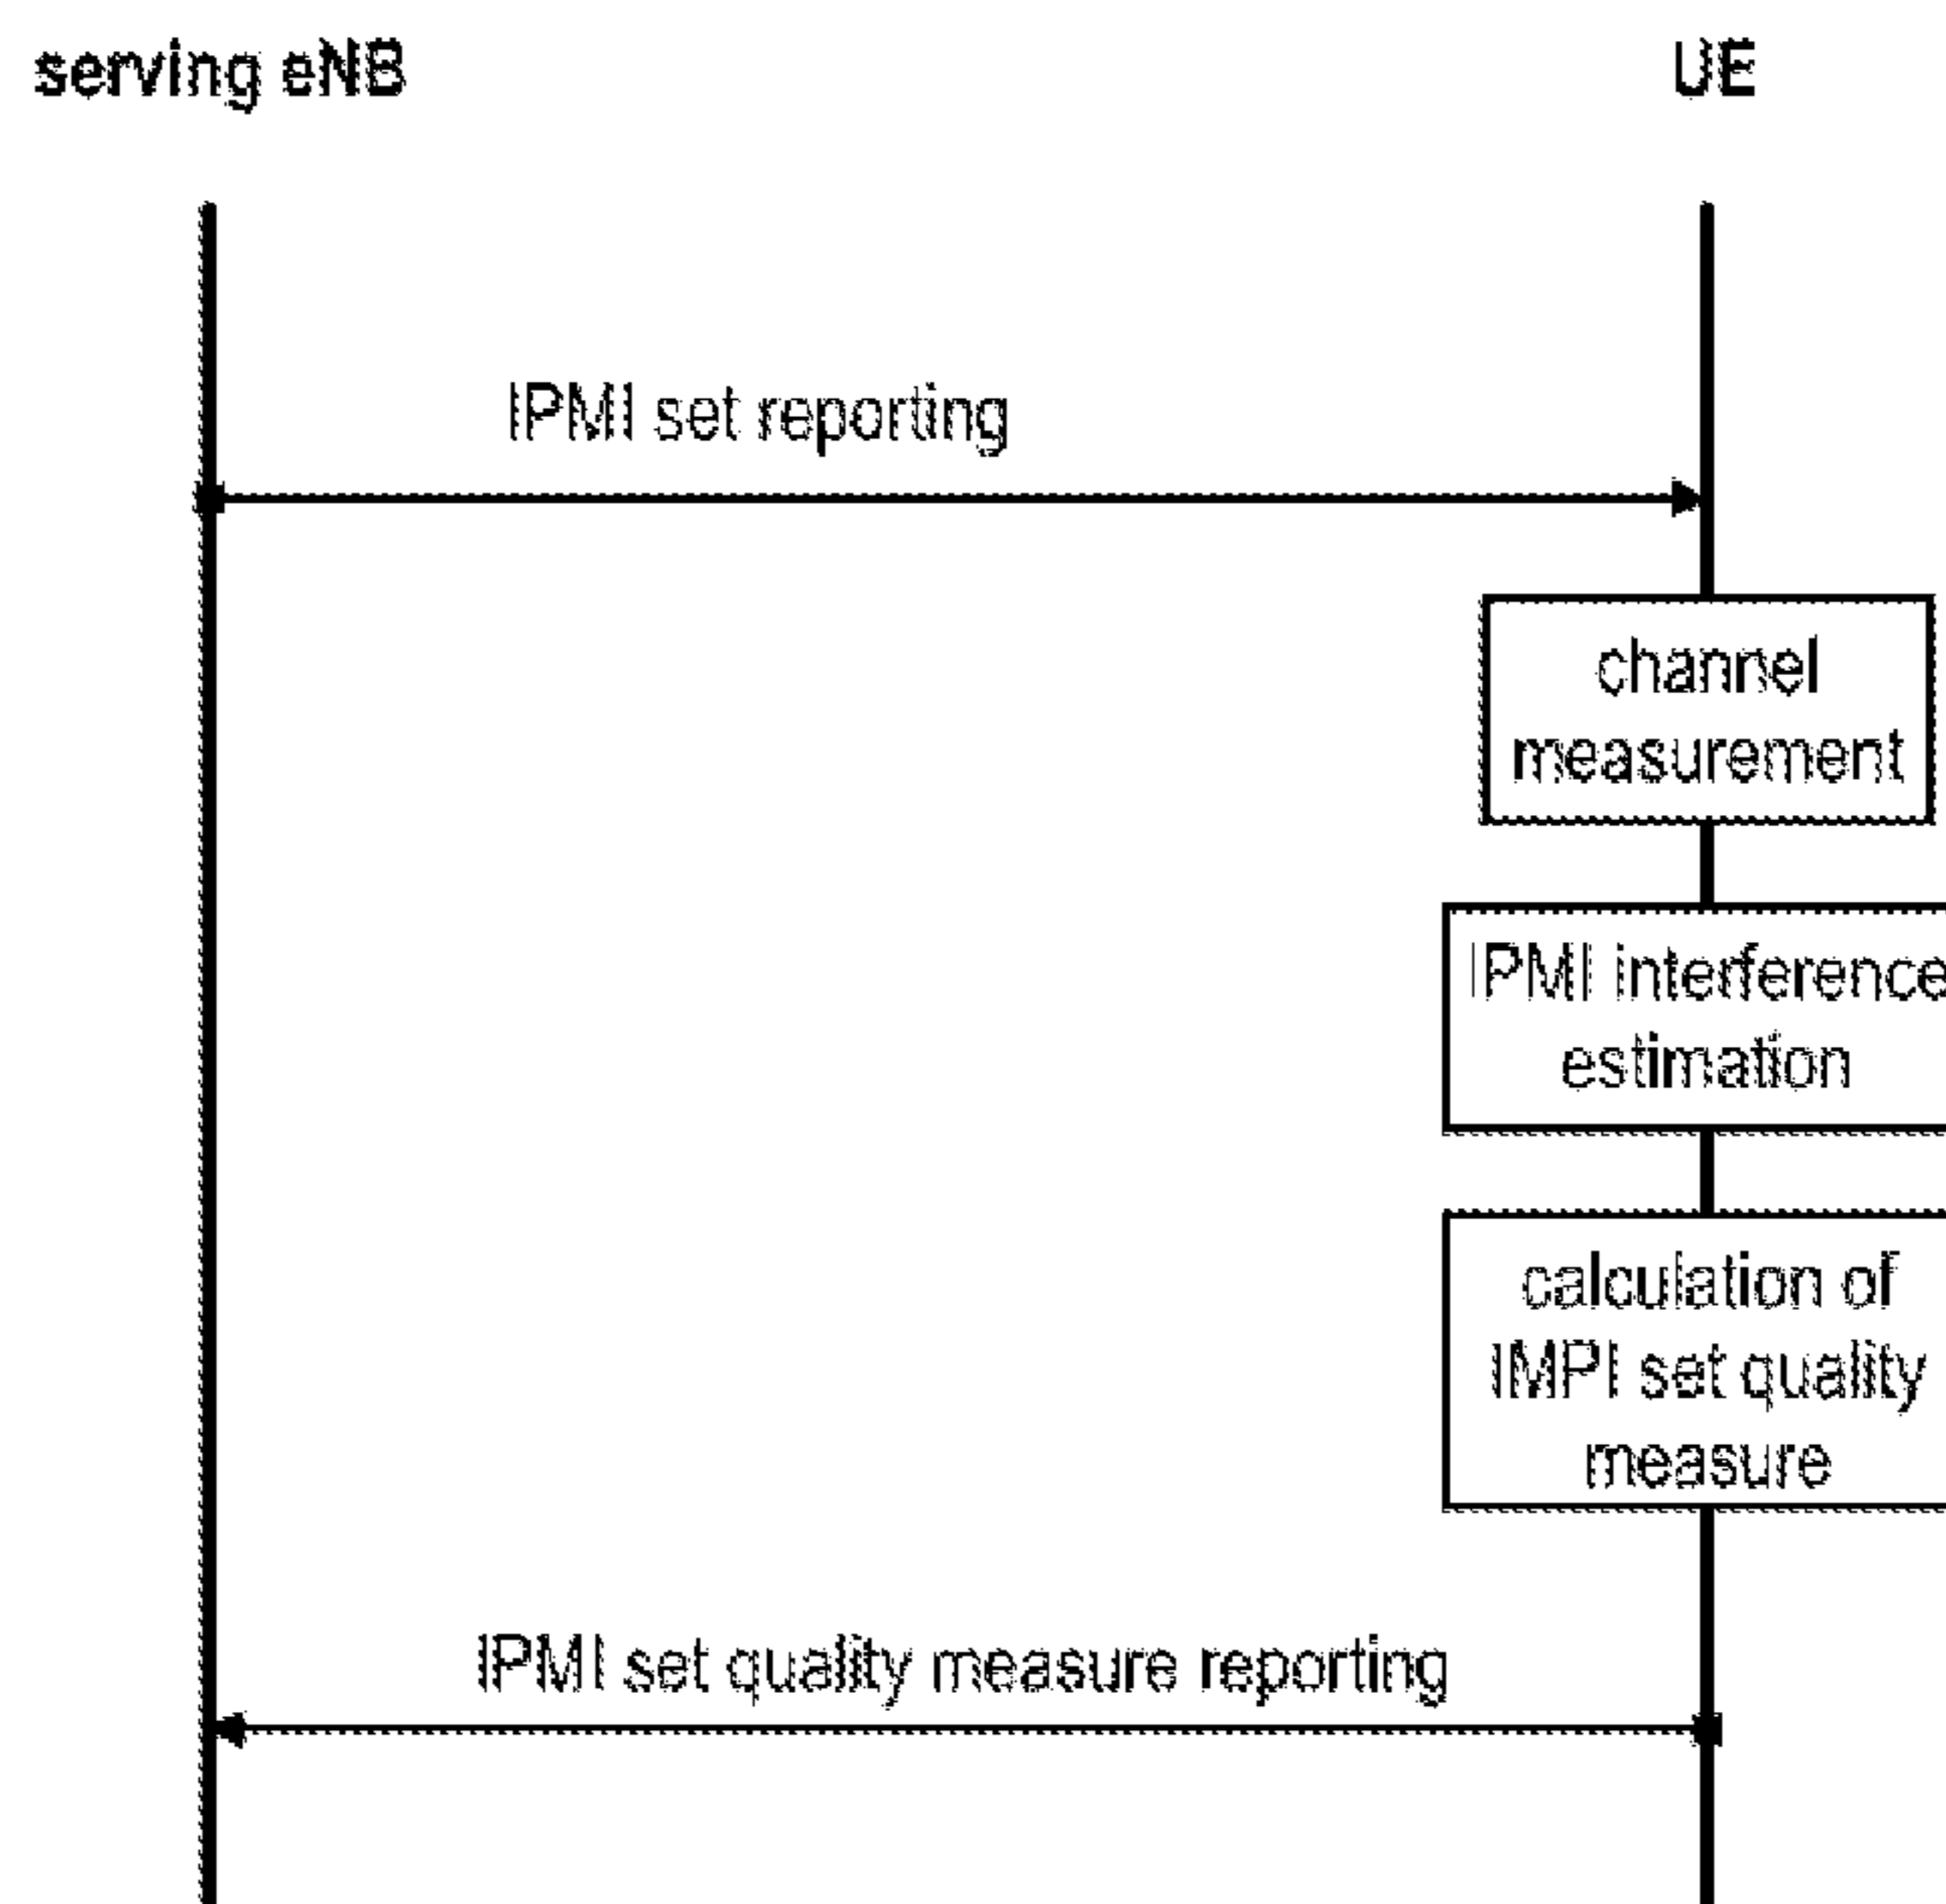 serving eNB
UE
IPMI set reporting
channel
measurement
IPMI interference
estimation
calculation of
IMPI set quality
measure
IPMI set quality measure reporting